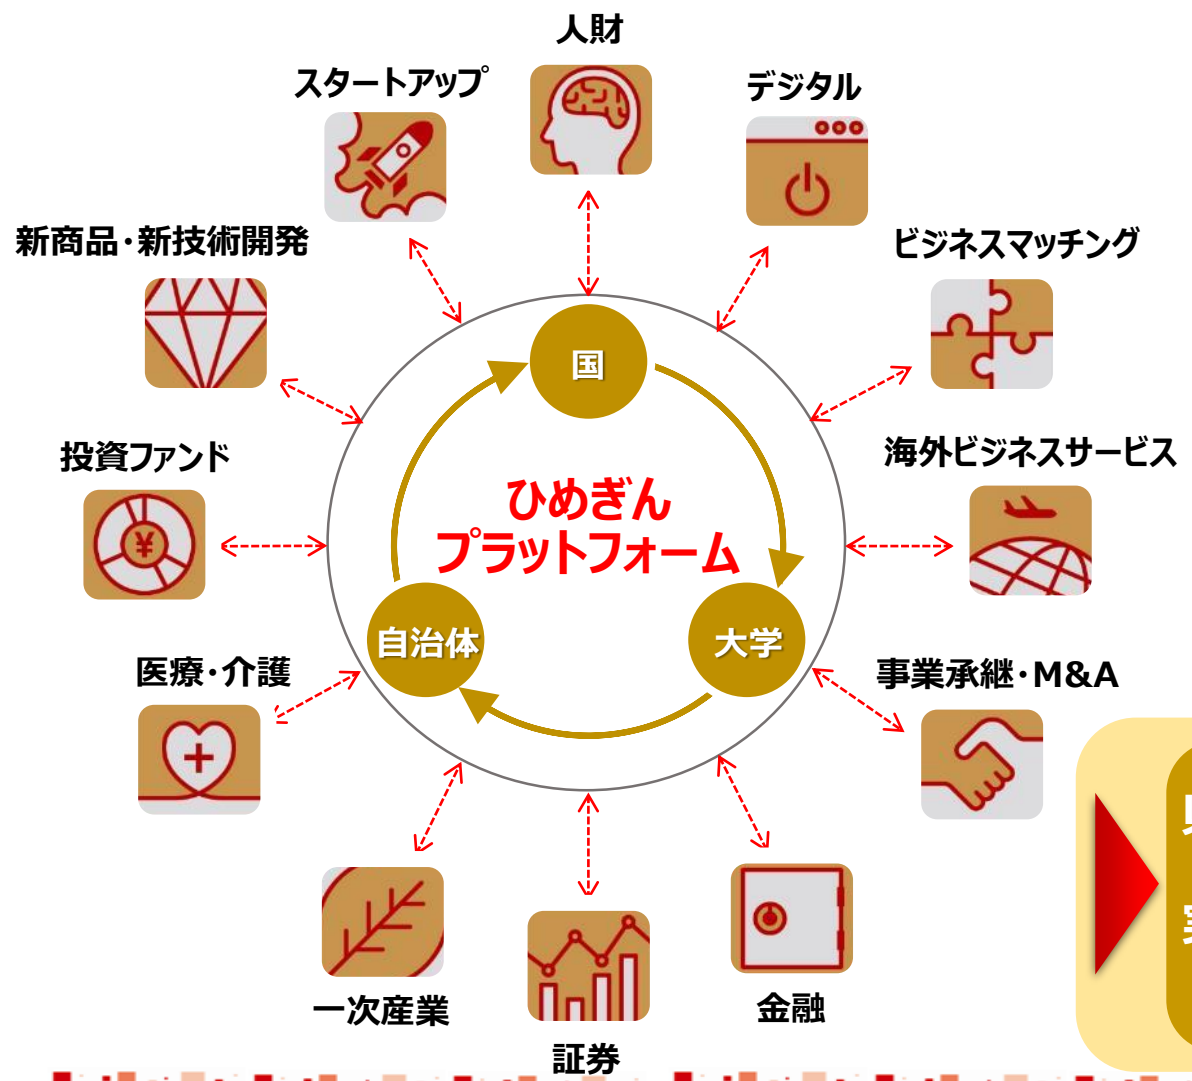 人財
スタートアップ
デジタル
新商品・新技術開発
ビジネスマッチング
国
投資ファンド
海外ビジネスサービス
ひめぎん
プラットフォーム
¥
自治体
大学
医療・介護
事業承継・M&A
一次産業
金融
証券